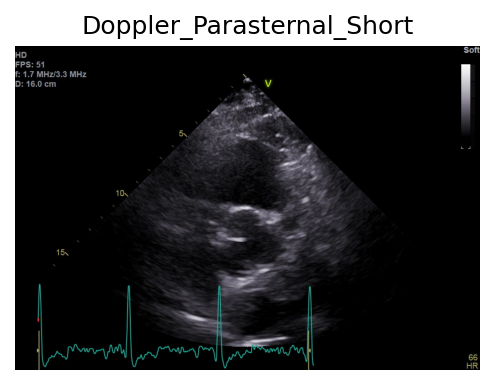 Doppler_Parasternal_Short
HD
FPS: 51
f: 1.7 MHz/3.3 MHz
D: 16.0 cm
Soft
V
5
10
15
66
HR